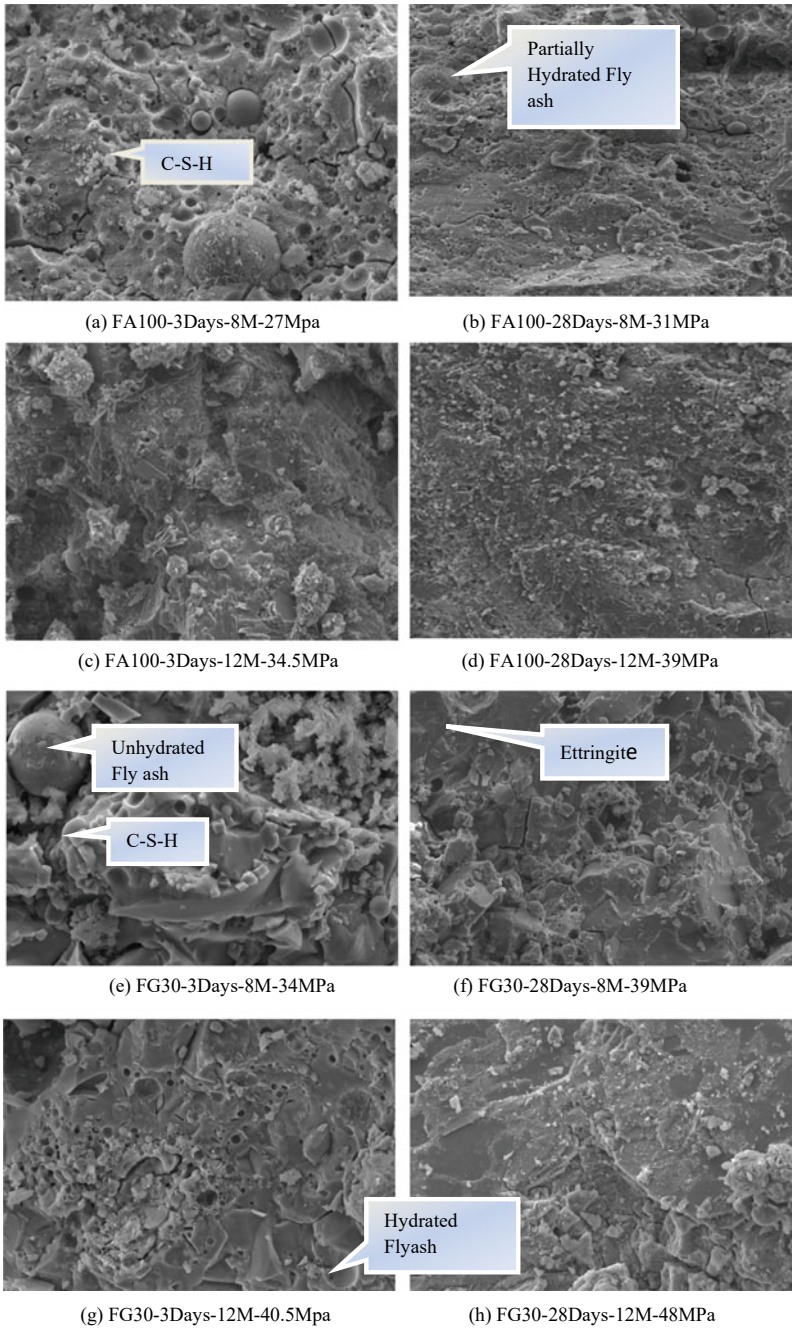 C-S-H
Partially
Hydrated Fly
ash
(a) FA100-3Days-8M-27Mpa
(b) FA100-28Days-8M-31MPa
(c) FA100-3Days-12M-34.5MPa
(d) FA100-28Days-12M-39MPa
Unhydrated
Fly ash
C-S-H
Ettringite
(e) FG30-3Days-8M-34MPa
(f) FG30-28Days-8M-39MPa
Hydrated
Flyash
(g) FG30-3Days-12M-40.5Mpa
(h) FG30-28Days-12M-48MPa